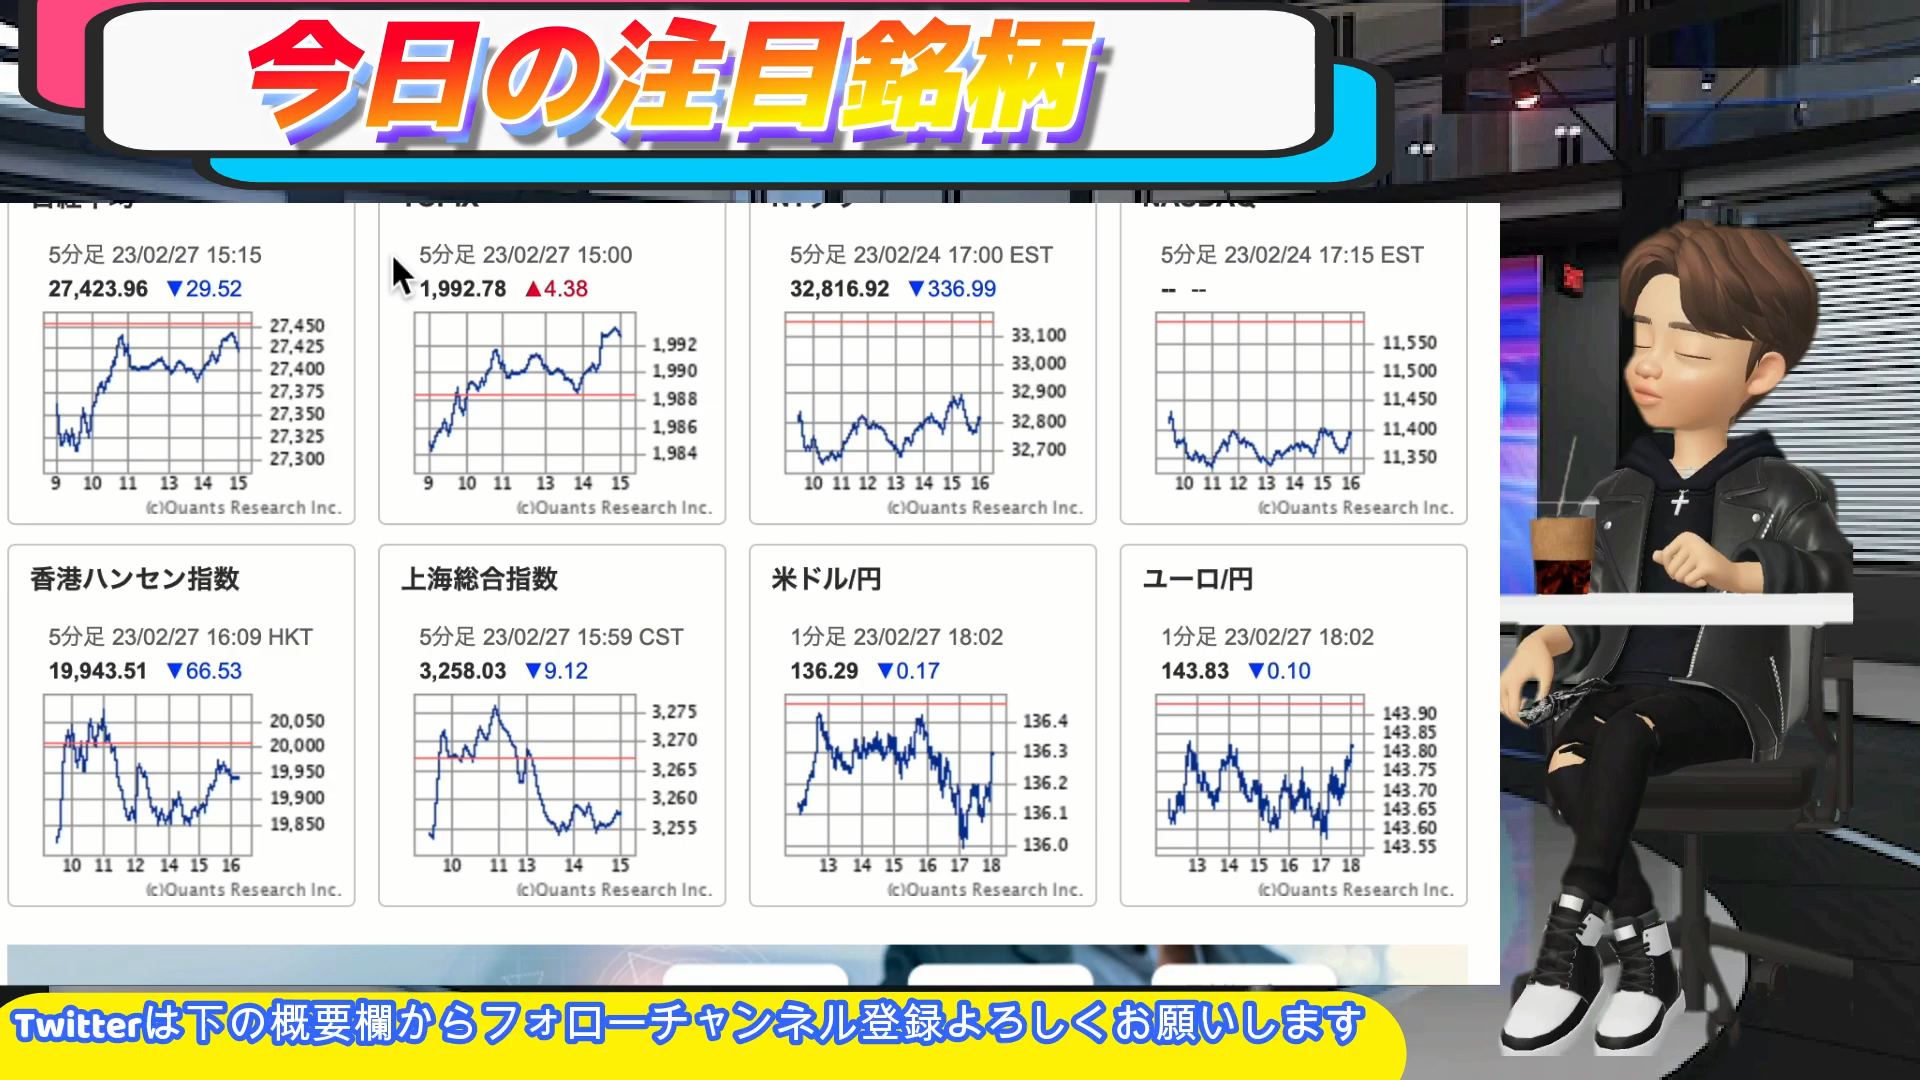 今日の注目銘柄
5分足 23/02/27 15:15
27,423.96 ▼29.52
27,450
27,425
27,400
27,375
27,350
27,325
27,300
9 10 11 13 14 15
(c)Quants Research Inc.
5分足 23/02/27 15:00
1,992.78 ▲4.38
1,992
1,990
1,988
1,986
1,984
9 10 11 13 14 15
(c)Quants Research Inc.
5分足 23/02/24 17:00 EST
32,816.92 ▼336.99
33,100
33,000
32,900
32,800
32,700
10 11 12 13 14 15 16
(c)Quants Research Inc.
NASDAQ
5分足 23/02/24 17:15 EST
-- --
11,550
11,500
11,450
11,400
11,350
10 11 12 13 14 15 16
(c)Quants Research Inc.
香港ハンセン指数
5分足 23/02/27 16:09 HKT
19,943.51 ▼66.53
20,050
20,000
19,950
19,900
19,850
10 11 12 14 15 16
(c)Quants Research Inc.
上海総合指数
5分足 23/02/27 15:59 CST
3,258.03 ▼9.12
3,275
3,270
3,265
3,260
3,255
10 11 13 14 15
(c)Quants Research Inc.
米ドル/円
1分足 23/02/27 18:02
136.29 ▼0.17
136.4
136.3
136.2
136.1
136.0
13 14 15 16 17 18
(c)Quants Research Inc.
ユーロ/円
1分足 23/02/27 18:02
143.83 ▼0.10
143.90
143.85
143.80
143.75
143.70
143.65
143.60
143.55
13 14 15 16 17 18
(c)Quants Research Inc.
Twitterは下の概要欄からフォローチャンネル登録よろしくお願いします